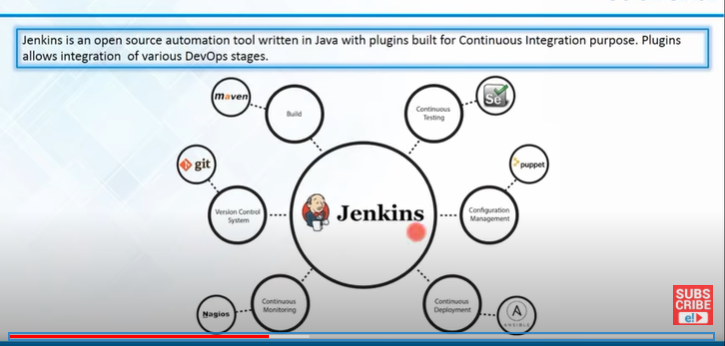 Jenkins is an open source automation tool written in Java with plugins built for Continuous Integration purpose. Plugins
allows integration of various DevOps stages.
maven
Build
Continuous
Testing
Se
git
puppet
Version Control
System
Jenkins
Configuration
Management
Nagios
Continuous
Monitoring
Continuous
Deployment
A
ANSIBLE
SUBS
CRIBE
e!